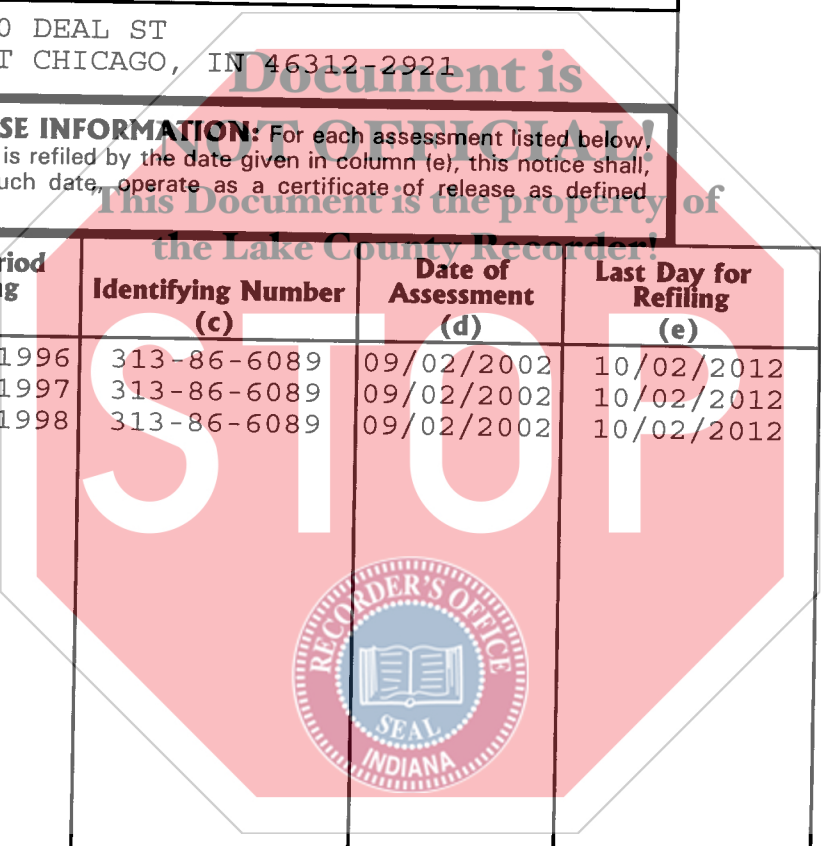 0 DEAL ST
T CHICAGO, IN 46312-2921
Document is
NOT OFFICIAL!
This Document is the property of
the Lake County Recorder!
SE INFORMATION: For each assessment listed below,
is refiled by the date given in column (e), this notice shall,
uch date, operate as a certificate of release as defined
riod
g
Identifying Number
(c)
Date of
Assessment
(d)
Last Day for
Refiling
(e)
1996 313-86-6089 09/02/2002 10/02/2012
1997 313-86-6089 09/02/2002 10/02/2012
1998 313-86-6089 09/02/2002 10/02/2012
STOP
RECORDER'S OFFICE
SEAL
INDIANA